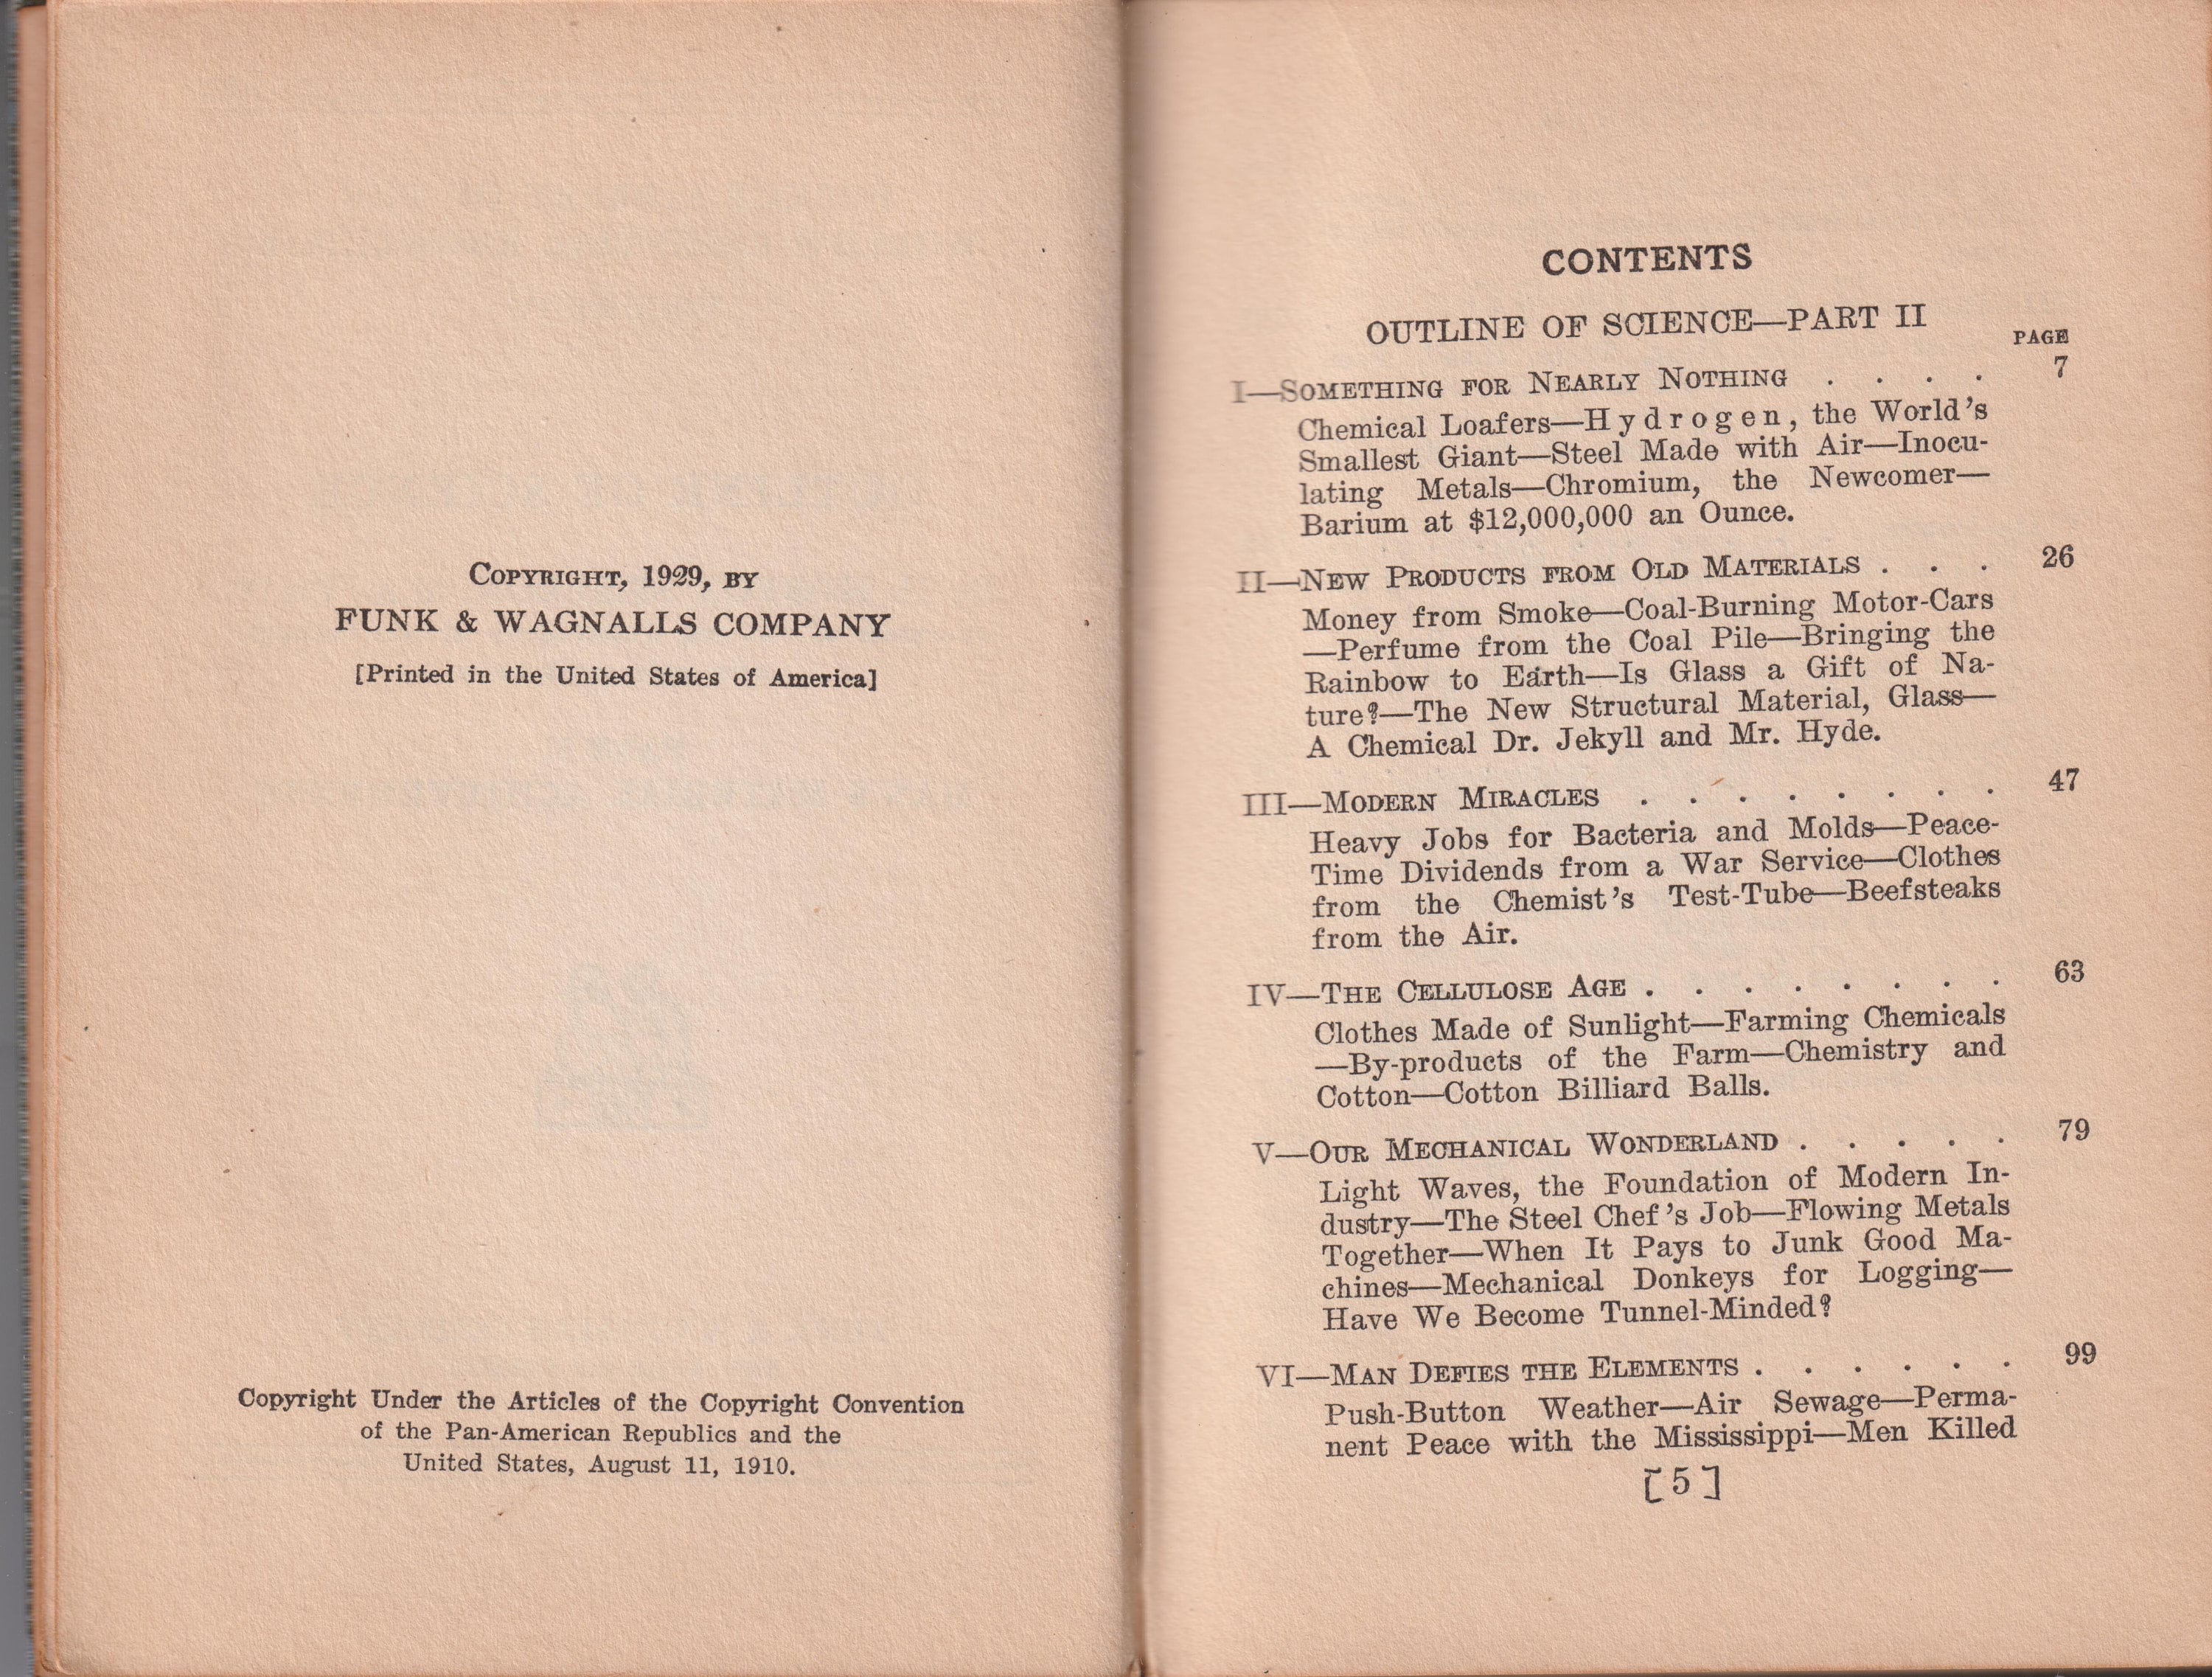 COPYRIGHT, 1929, BY
FUNK & WAGNALLS COMPANY
[Printed in the United States of America]
Copyright Under the Articles of the Copyright Convention
of the Pan-American Republics and the
United States, August 11, 1910.
CONTENTS
OUTLINE OF SCIENCE—PART II
PAGE
I—SOMETHING FOR NEARLY NOTHING . . . . 7
Chemical Loafers—Hydrogen, the World's
Smallest Giant—Steel Made with Air—Inocu-
lating Metals—Chromium, the Newcomer—
Barium at $12,000,000 an Ounce.
II—NEW PRODUCTS FROM OLD MATERIALS . . . 26
Money from Smoke—Coal-Burning Motor-Cars
—Perfume from the Coal Pile—Bringing the
Rainbow to Earth—Is Glass a Gift of Na-
ture?—The New Structural Material, Glass—
A Chemical Dr. Jekyll and Mr. Hyde.
III—MODERN MIRACLES . . . . . . . . 47
Heavy Jobs for Bacteria and Molds—Peace-
Time Dividends from a War Service—Clothes
from the Chemist's Test-Tube—Beefsteaks
from the Air.
IV—THE CELLULOSE AGE . . . . . . . . 63
Clothes Made of Sunlight—Farming Chemicals
—By-products of the Farm—Chemistry and
Cotton—Cotton Billiard Balls.
V—OUR MECHANICAL WONDERLAND . . . . . 79
Light Waves, the Foundation of Modern In-
dustry—The Steel Chef's Job—Flowing Metals
Together—When It Pays to Junk Good Ma-
chines—Mechanical Donkeys for Logging—
Have We Become Tunnel-Minded?
VI—MAN DEFIES THE ELEMENTS . . . . . . 99
Push-Button Weather—Air Sewage—Perma-
nent Peace with the Mississippi—Men Killed
[5]